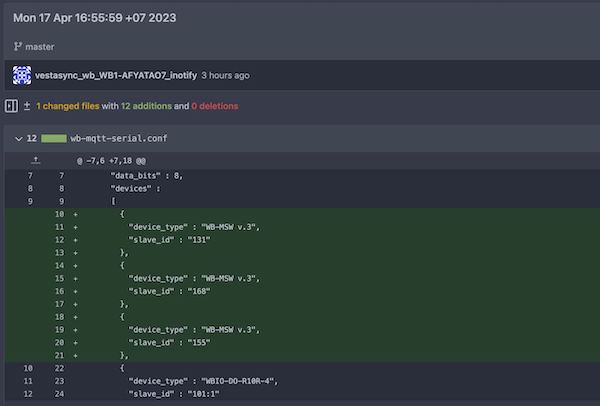 Mon 17 Apr 16:55:59 +07 2023
master
vestasync_wb_WB1-AFYATAO7_inotify 3 hours ago
1 changed files with 12 additions and 0 deletions
12 wb-mqtt-serial.conf
@ -7,6 +7,18 @@
7 7 "data_bits" : 8,
8 8 "devices" :
9 9 [
10 + {
11 + "device_type" : "WB-MSW v.3",
12 + "slave_id" : "131"
13 + },
14 + {
15 + "device_type" : "WB-MSW v.3",
16 + "slave_id" : "168"
17 + },
18 + {
19 + "device_type" : "WB-MSW v.3",
20 + "slave_id" : "155"
21 + },
10 22 {
11 23 "device_type" : "WBIO-DO-R10R-4",
12 24 "slave_id" : "101:1"